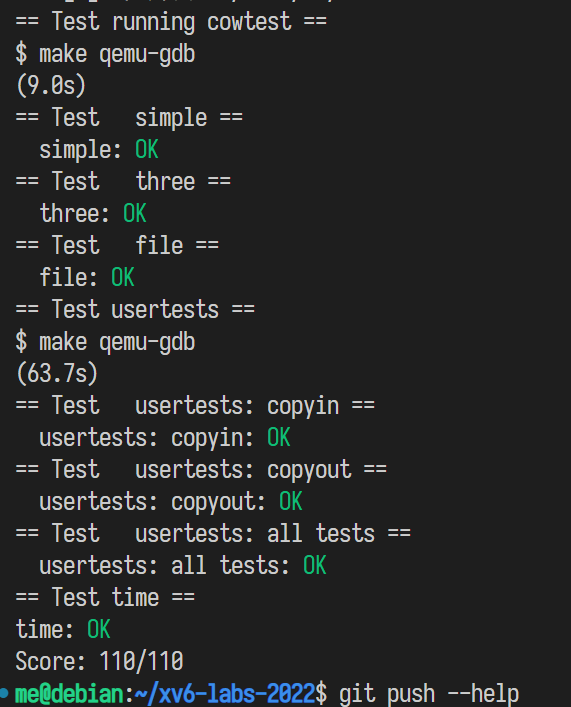 == Test running cowtest ==
$ make qemu-gdb
(9.0s)
== Test   simple ==
  simple: OK
== Test   three ==
  three: OK
== Test   file ==
  file: OK
== Test usertests ==
$ make qemu-gdb
(63.7s)
== Test   usertests: copyin ==
  usertests: copyin: OK
== Test   usertests: copyout ==
  usertests: copyout: OK
== Test   usertests: all tests ==
  usertests: all tests: OK
== Test time ==
time: OK
Score: 110/110
me@debian:~/xv6-labs-2022$ git push --help